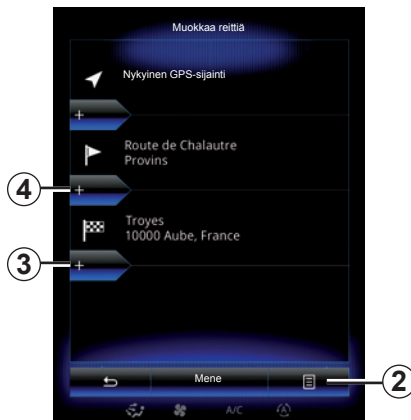 Muokkaa reittiä
Nykyinen GPS-sijainti
+
Route de Chalautre
Provins
+
4
Troyes
10000 Aube, France
+
3
Mene
2
A/C
A